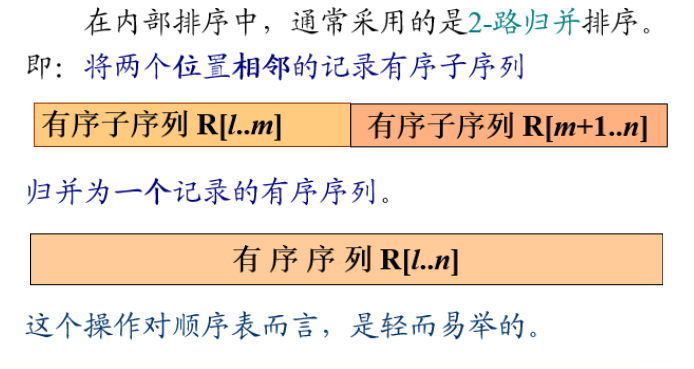 在内部排序中，通常采用的是2-路归并排序。
即：将两个位置相邻的记录有序子序列
有序子序列 R[l..m] 有序子序列 R[m+1..n]
归并为一个记录的有序序列。
有 序 序 列 R[l..n]
这个操作对顺序表而言，是轻而易举的。